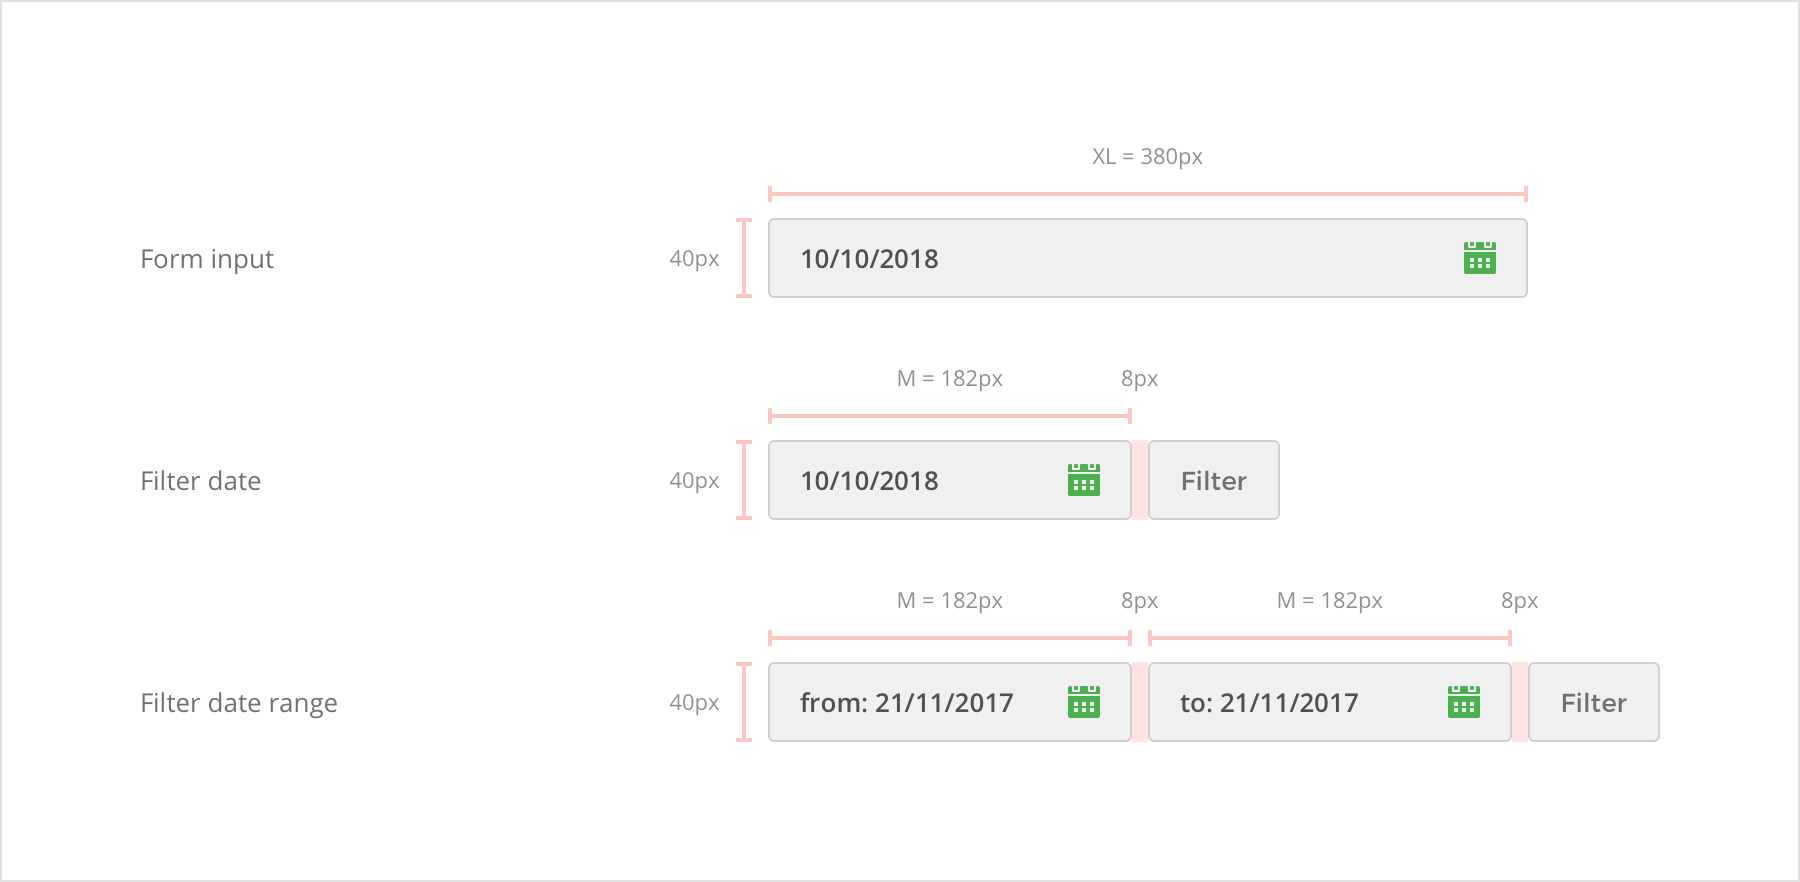 XL = 380px
Form input 40px 10/10/2018
M = 182px 8px
Filter date 40px 10/10/2018 Filter
M = 182px 8px M = 182px 8px
Filter date range 40px from: 21/11/2017 to: 21/11/2017 Filter